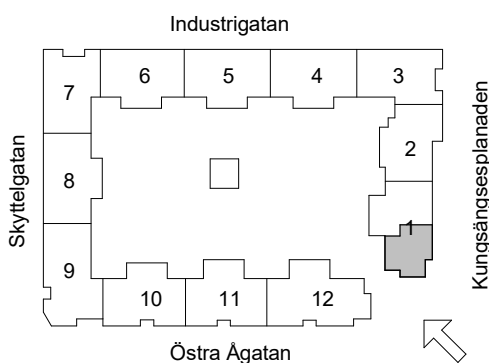 Industrigatan
6 5 4 3
7
2
Skyttelgatan
8
Kungsängsesplanaden
1
9
10 11 12
Östra Ågatan